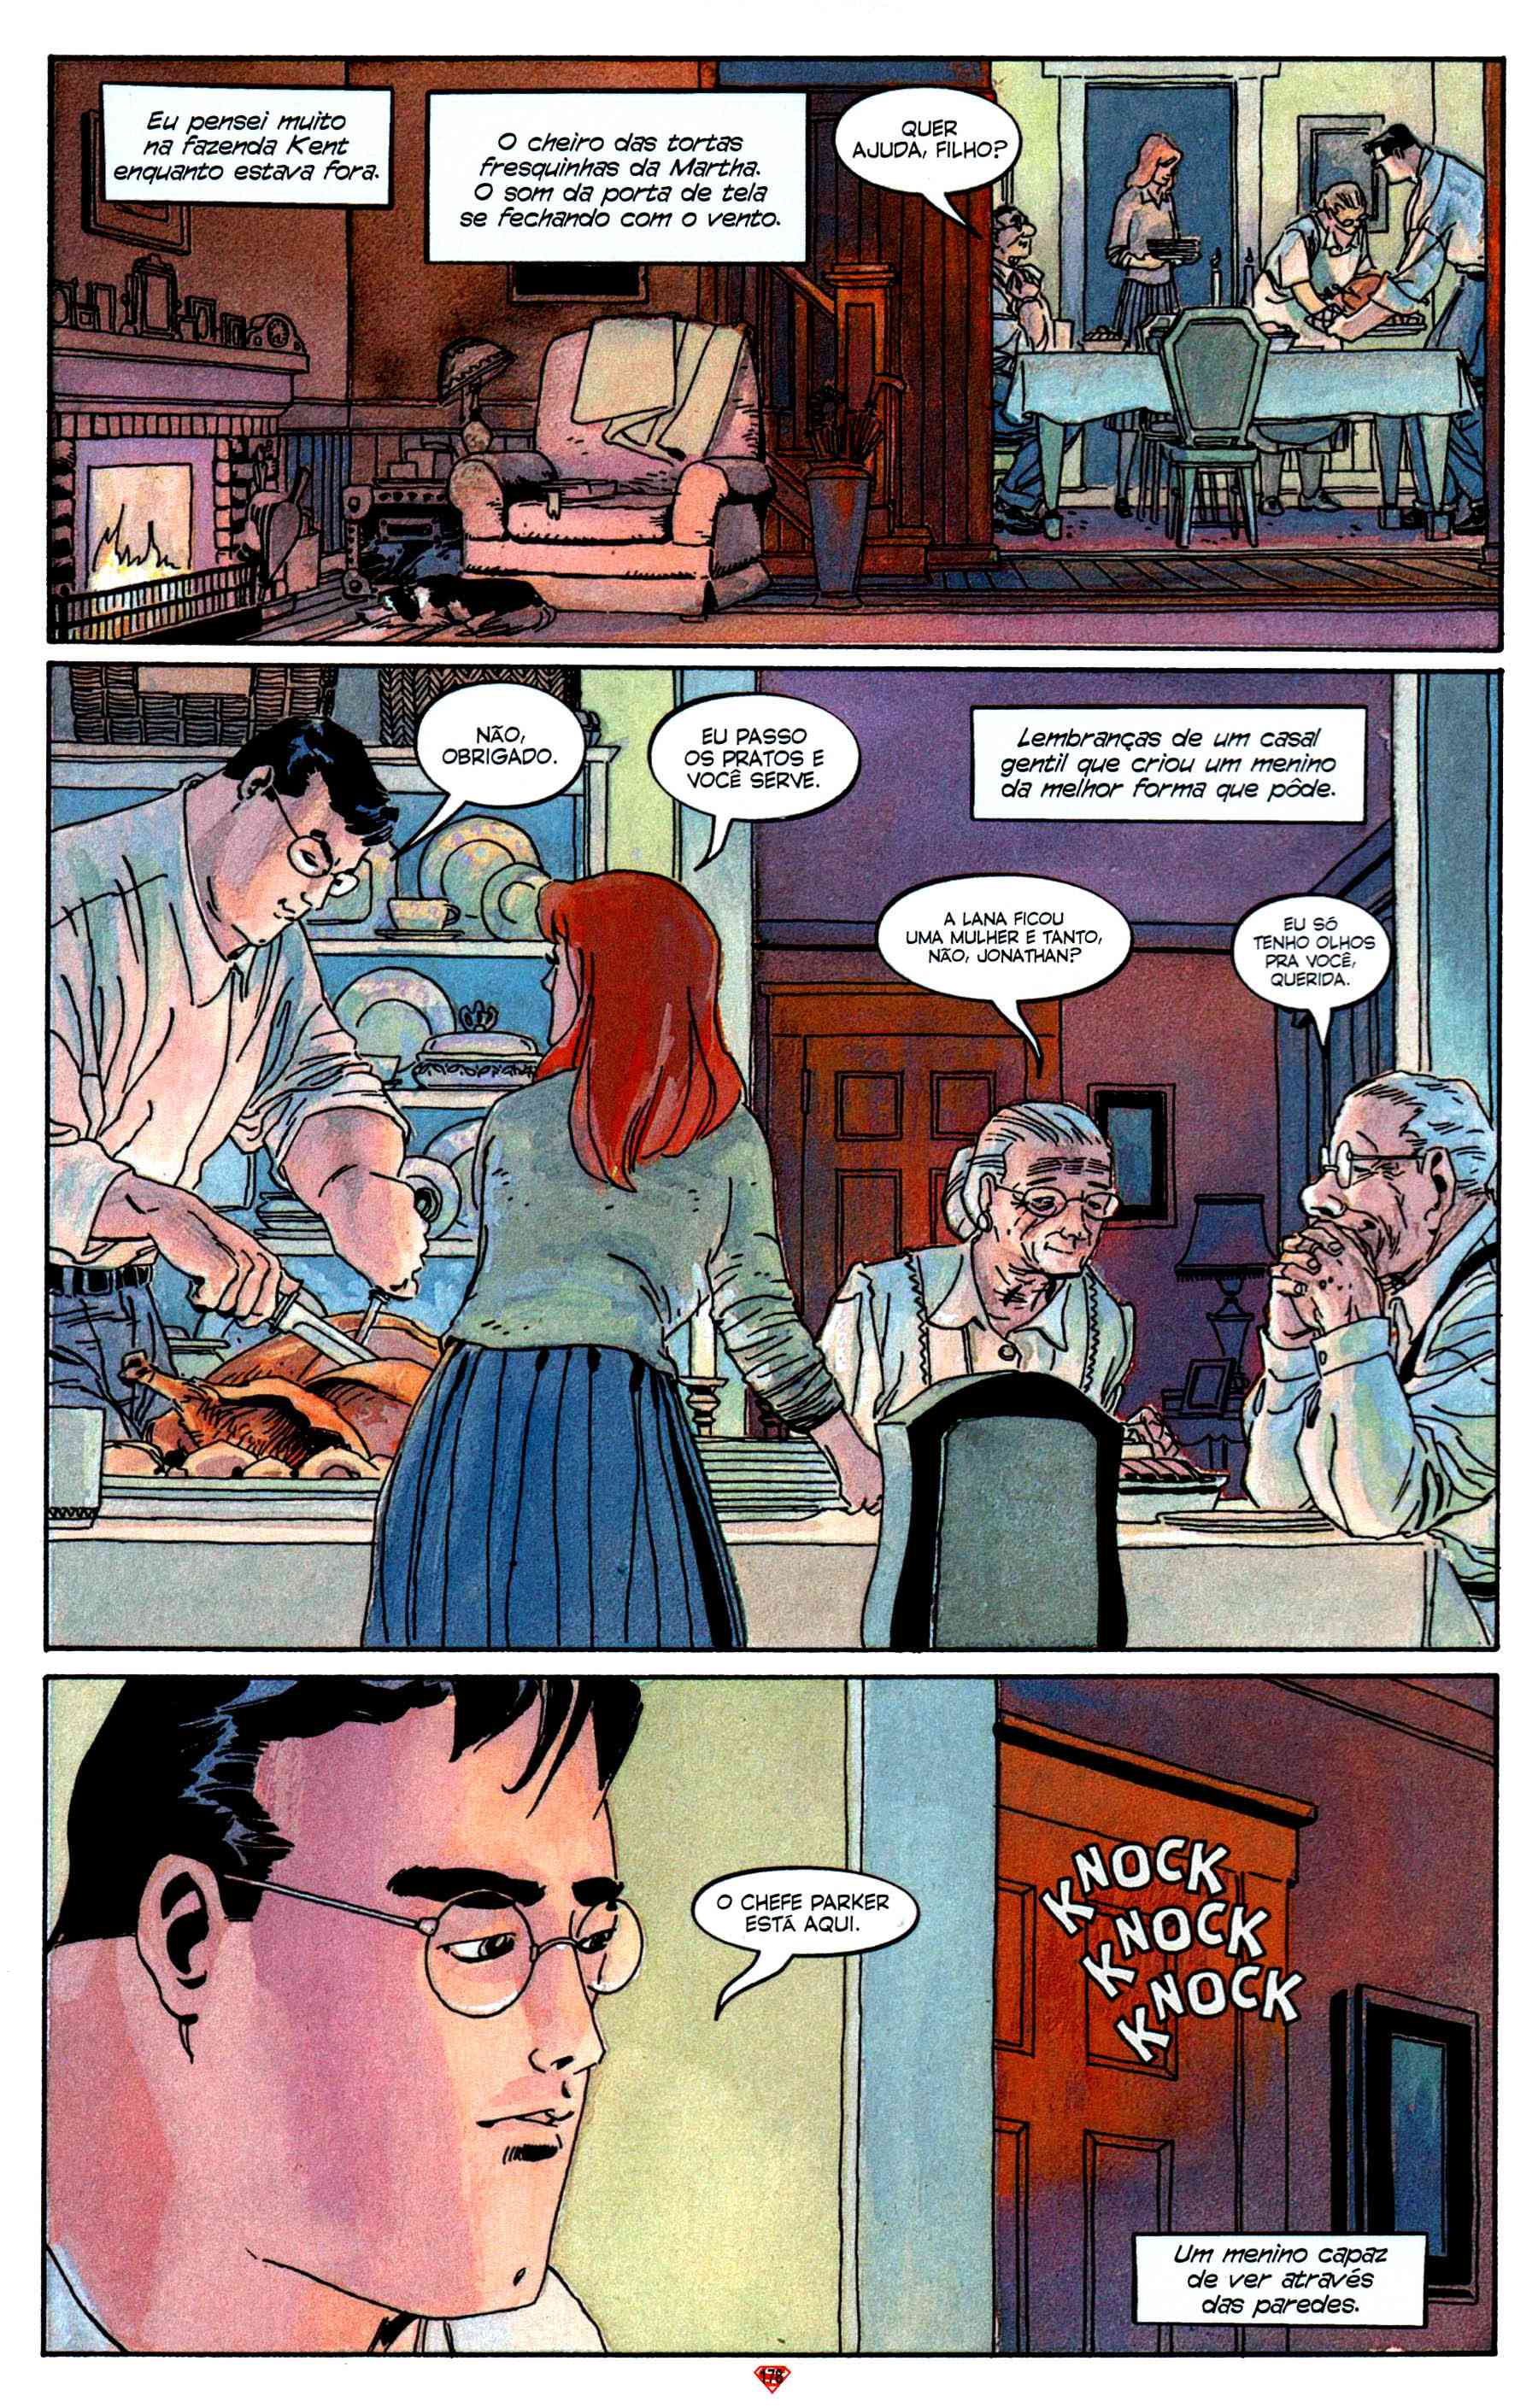 Eu pensei muito
na fazenda Kent
enquanto estava fora.
O cheiro das tortas
fresquinhas da Martha.
O som da porta de tela
se fechando com o vento.
QUER
AJUDA, FILHO?
NÃO,
OBRIGADO.
EU PASSO
OS PRATOS E
VOCÊ SERVE.
Lembranças de um casal
gentil que criou um menino
da melhor forma que pôde.
A LANA FICOU
UMA MULHER E TANTO,
NÃO, JONATHAN?
EU SÓ
TENHO OLHOS
PRA VOCÊ,
QUERIDA.
O CHEFE PARKER
ESTÁ AQUI.
KNOCK
KNOCK
KNOCK
Um menino capaz
de ver através
das paredes.
178